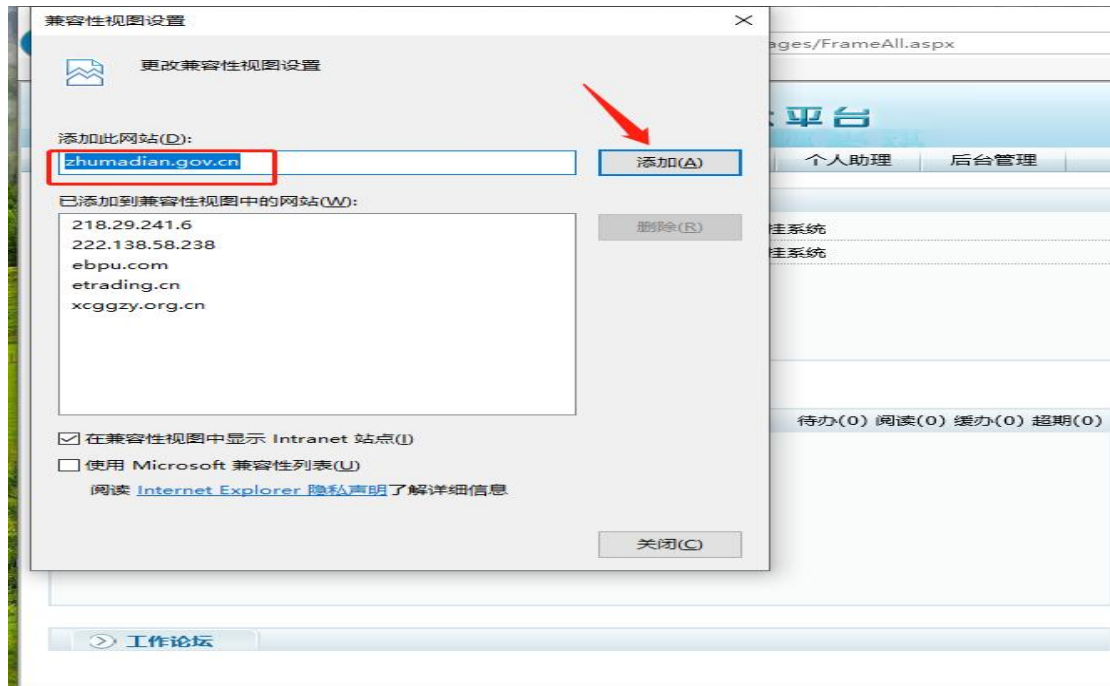 兼容性视图设置
ages/FrameAll.aspx
更改兼容性视图设置
平台
添加此网站(D):
zhumadian.gov.cn
添加(A)
个人助理
后台管理
已添加到兼容性视图中的网站(W):
218.29.241.6
222.138.58.238
ebpu.com
etrading.cn
xcggzy.org.cn
删除(R)
挂系统
挂系统
待办(0) 阅读(0) 缓办(0) 超期(0)
在兼容性视图中显示 Intranet 站点(I)
使用 Microsoft 兼容性列表(U)
阅读 Internet Explorer 隐私声明了解详细信息
关闭(C)
工作论坛